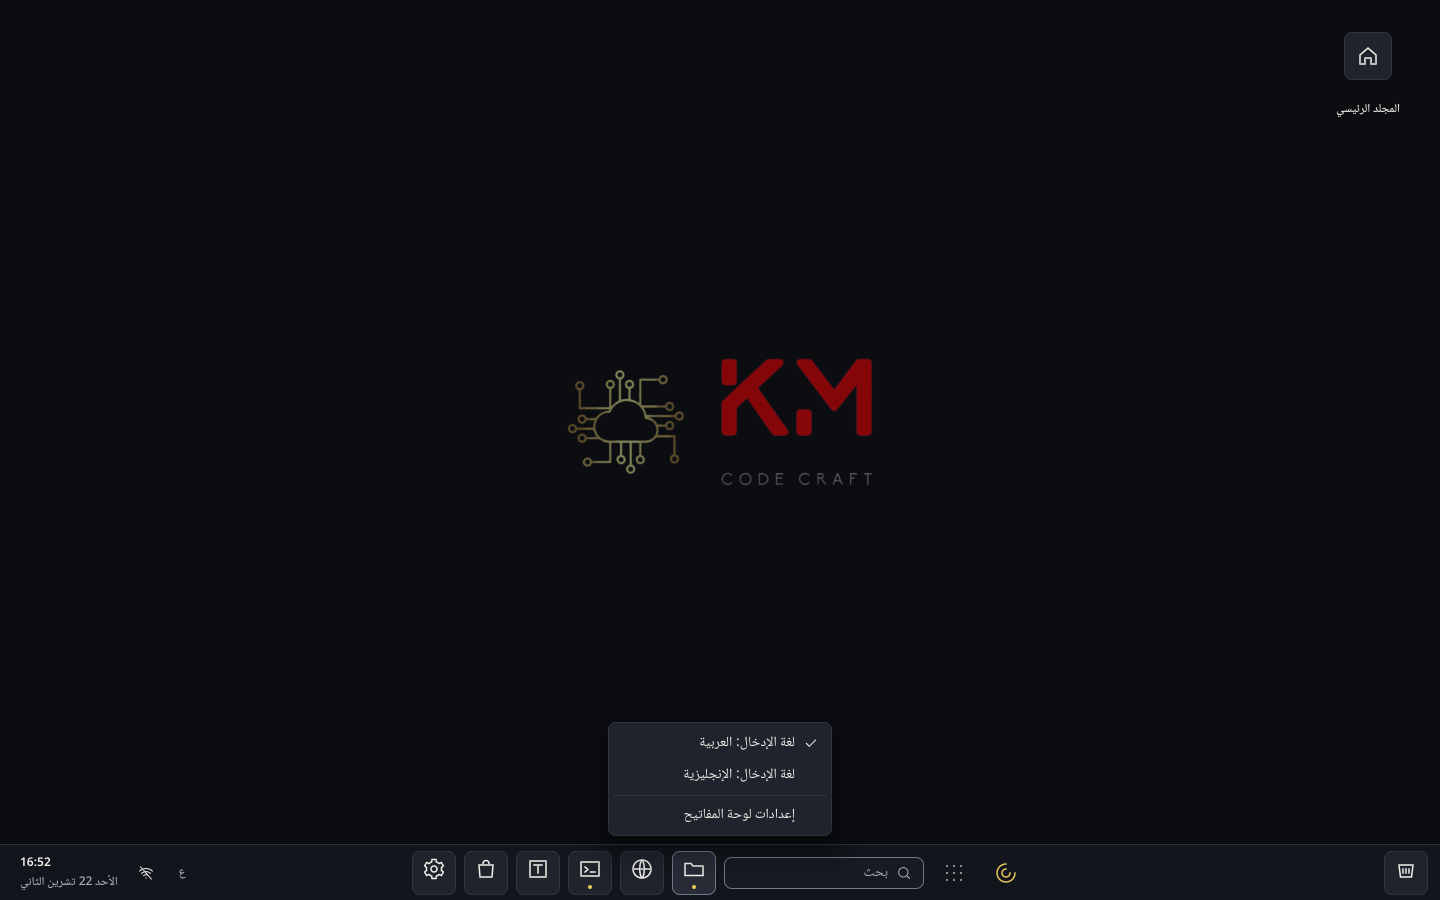 المجلد الرئيسي
KM
CODE CRAFT
لغة الإدخال: العربية
لغة الإدخال: الإنجليزية
إعدادات لوحة المفاتيح
بحث
T
ع
16:52
الأحد 22 تشرين الثاني